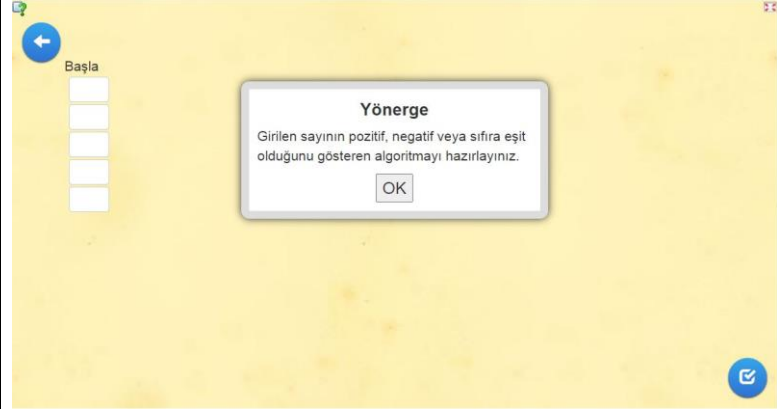 Başla
Yönerge
Girilen sayının pozitif, negatif veya sıfıra eşit
olduğunu gösteren algoritmayı hazırlayınız.
OK